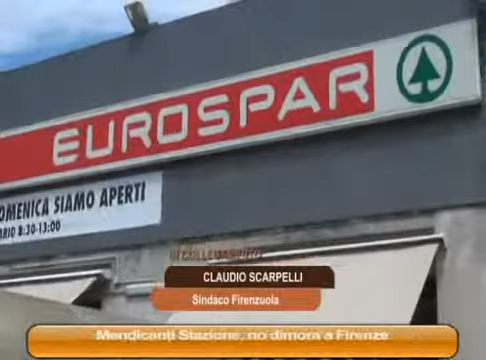 EUROSPAR
OMENICA SIAMO APERTI
ARIO 8:30-13:00
CLAUDIO SCARPELLI
Sindaco Firenzuola
Mendicanti Stazione, no dimora a Firenze